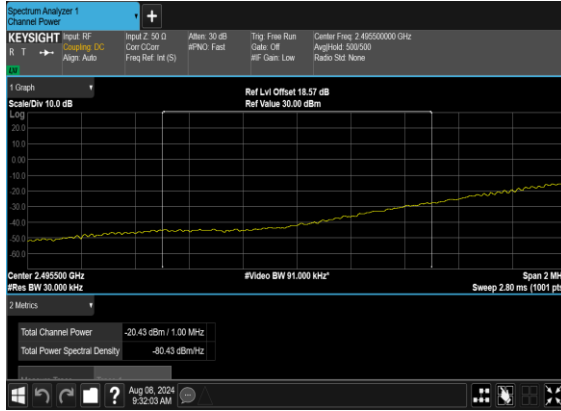 Spectrum Analyzer 1
Channel Power
+
KEYSIGHT
R T
Input: RF
Coupling: DC
Align: Auto
Input Z: 50 Ω
Corr CCorr
Freq Ref: Int (S)
Atten: 30 dB
#PNO: Fast
Trig: Free Run
Gate: Off
#IF Gain: Low
Center Freq: 2.495500000 GHz
Avg|Hold: 500/500
Radio Std: None
1 Graph
Scale/Div 10.0 dB
Ref Lvl Offset 18.57 dB
Ref Value 30.00 dBm
Log
20.0
10.0
0.00
-10.0
-20.0
-30.0
-40.0
-50.0
-60.0
Center 2.495500 GHz
#Res BW 30.000 kHz
#Video BW 91.000 kHz*
Span 2 MH
Sweep 2.80 ms (1001 pts
2 Metrics
Total Channel Power -20.43 dBm / 1.00 MHz
Total Power Spectral Density -80.43 dBm/Hz
?
Aug 08, 2024
9:32:03 AM